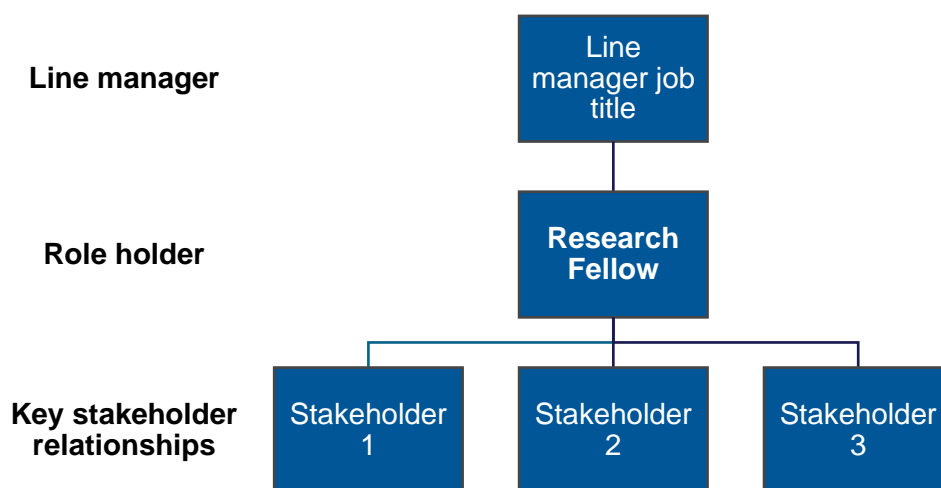 Line manager
Line
manager job
title
Role holder
Research
Fellow
Key stakeholder
relationships
Stakeholder
1
Stakeholder
2
Stakeholder
3